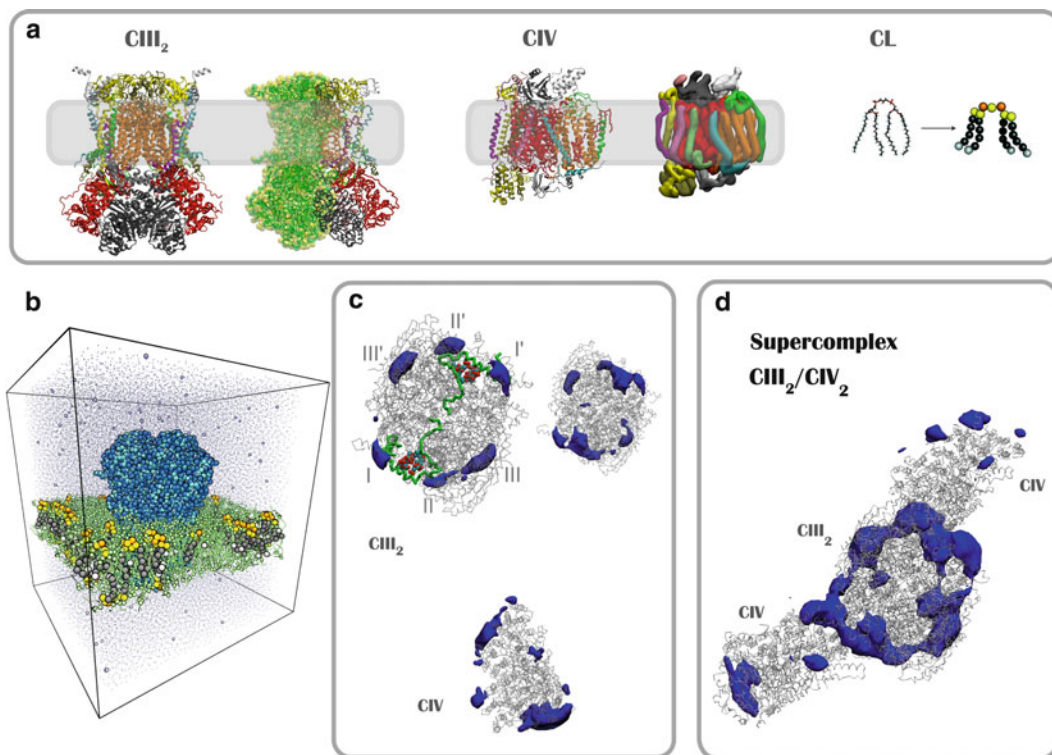 a
CIII₂
CIV
CL
b
c
II'
III'
I'
I
II
III
CIII₂
CIV
d
Supercomplex
CIII₂/CIV₂
CIV
CIII₂
CIV